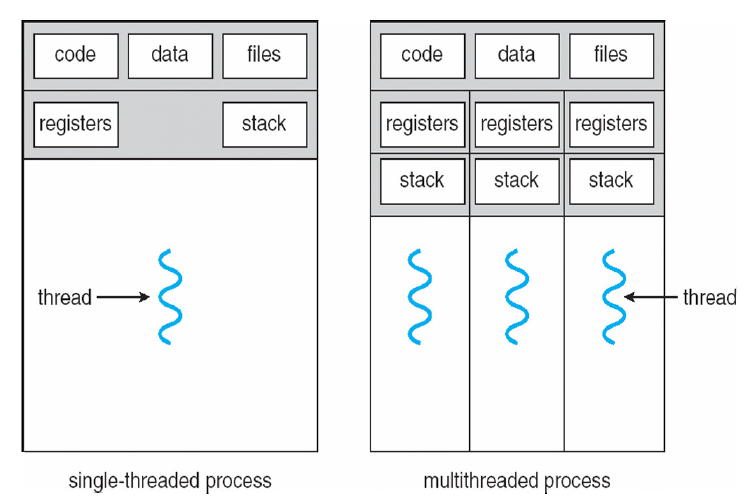 code data files
registers stack
thread
single-threaded process
code data files
registers registers registers
stack stack stack
thread
multithreaded process